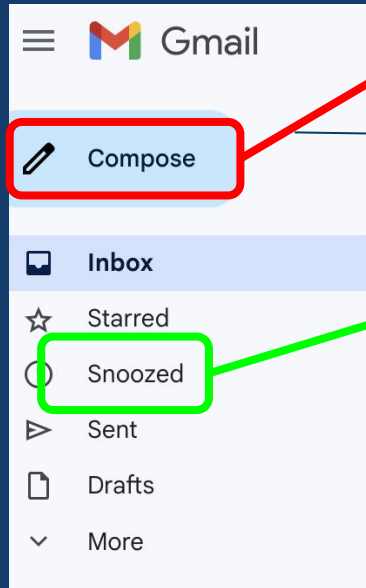 Gmail
Compose
Inbox
Starred
Snoozed
Sent
Drafts
More